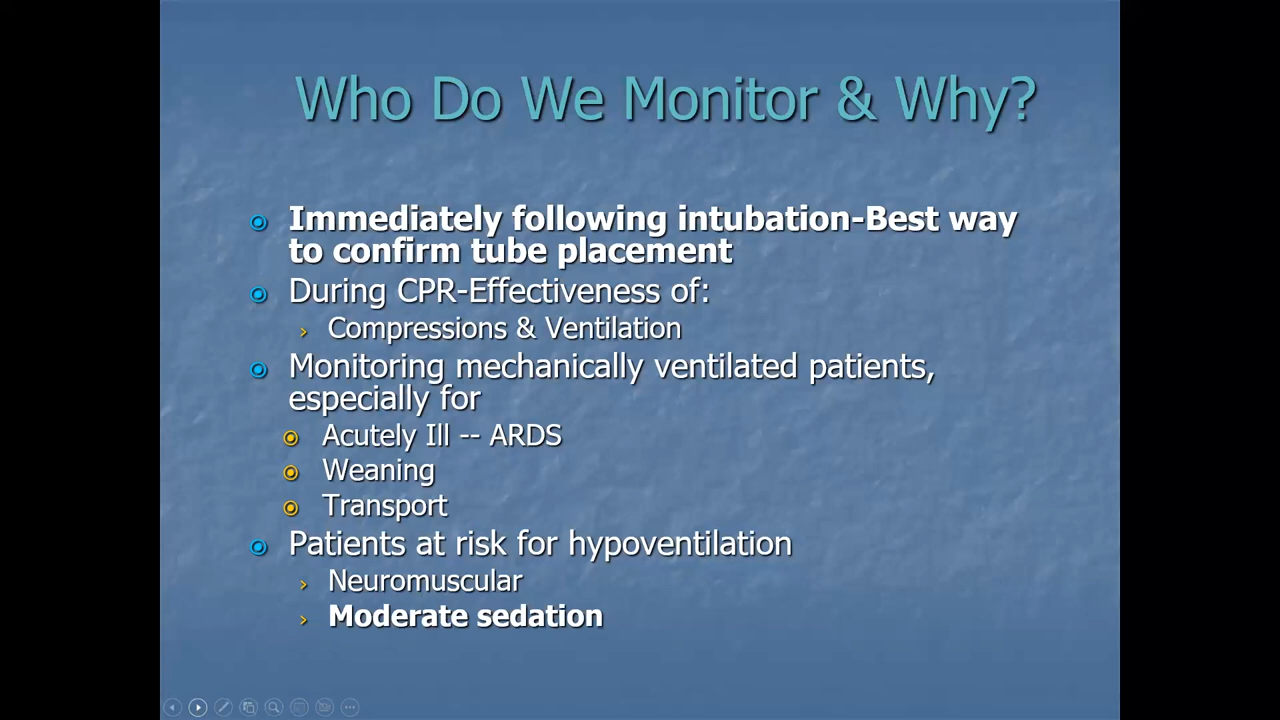 Who Do We Monitor & Why?
Immediately following intubation-Best way
to confirm tube placement
During CPR-Effectiveness of:
Compressions & Ventilation
Monitoring mechanically ventilated patients,
especially for
Acutely Ill -- ARDS
Weaning
Transport
Patients at risk for hypoventilation
Neuromuscular
Moderate sedation